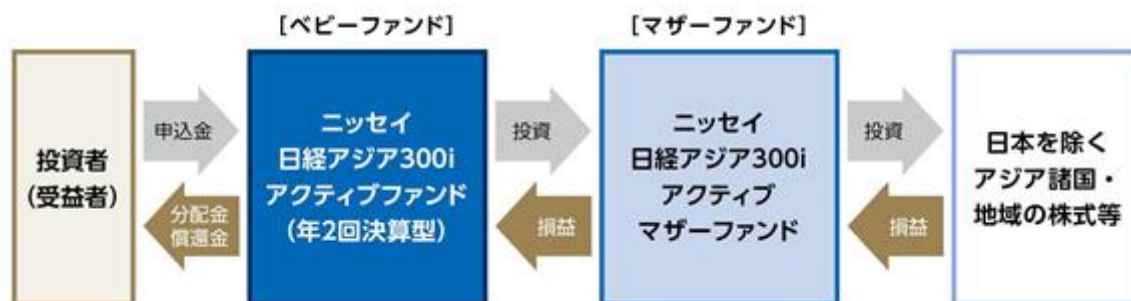 [ベビーファンド]
[マザーファンド]
投資者
(受益者)
申込金
分配金
償還金
ニッセイ
日経アジア300i
アクティブファンド
(年2回決算型)
投資
損益
ニッセイ
日経アジア300i
アクティブ
マザーファンド
投資
損益
日本を除く
アジア諸国・
地域の株式等